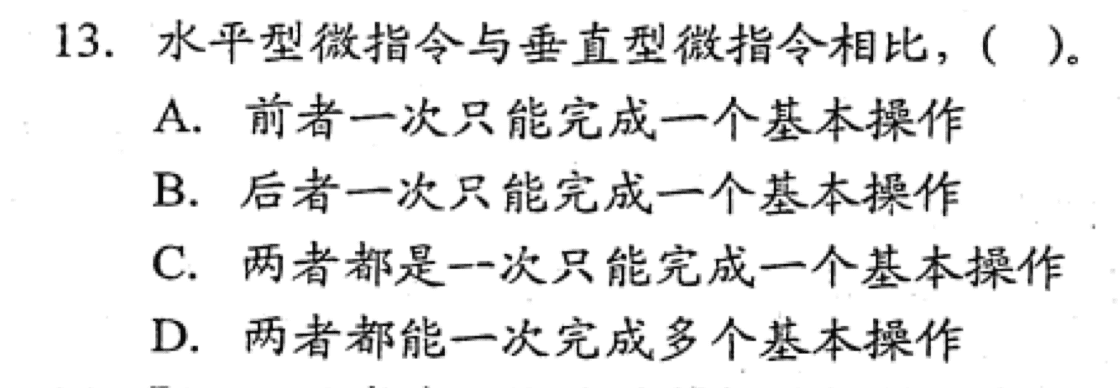 13. 水平型微指令与垂直型微指令相比，( )。
A. 前者一次只能完成一个基本操作
B. 后者一次只能完成一个基本操作
C. 两者都是一次只能完成一个基本操作
D. 两者都能一次完成多个基本操作